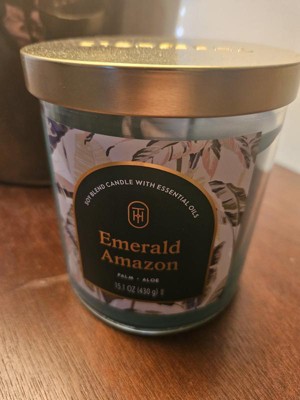 SOY BLEND CANDLE WITH ESSENTIAL OILS
TH
Emerald
Amazon
PALM • ALOE
15.1 OZ (430 g) ℮